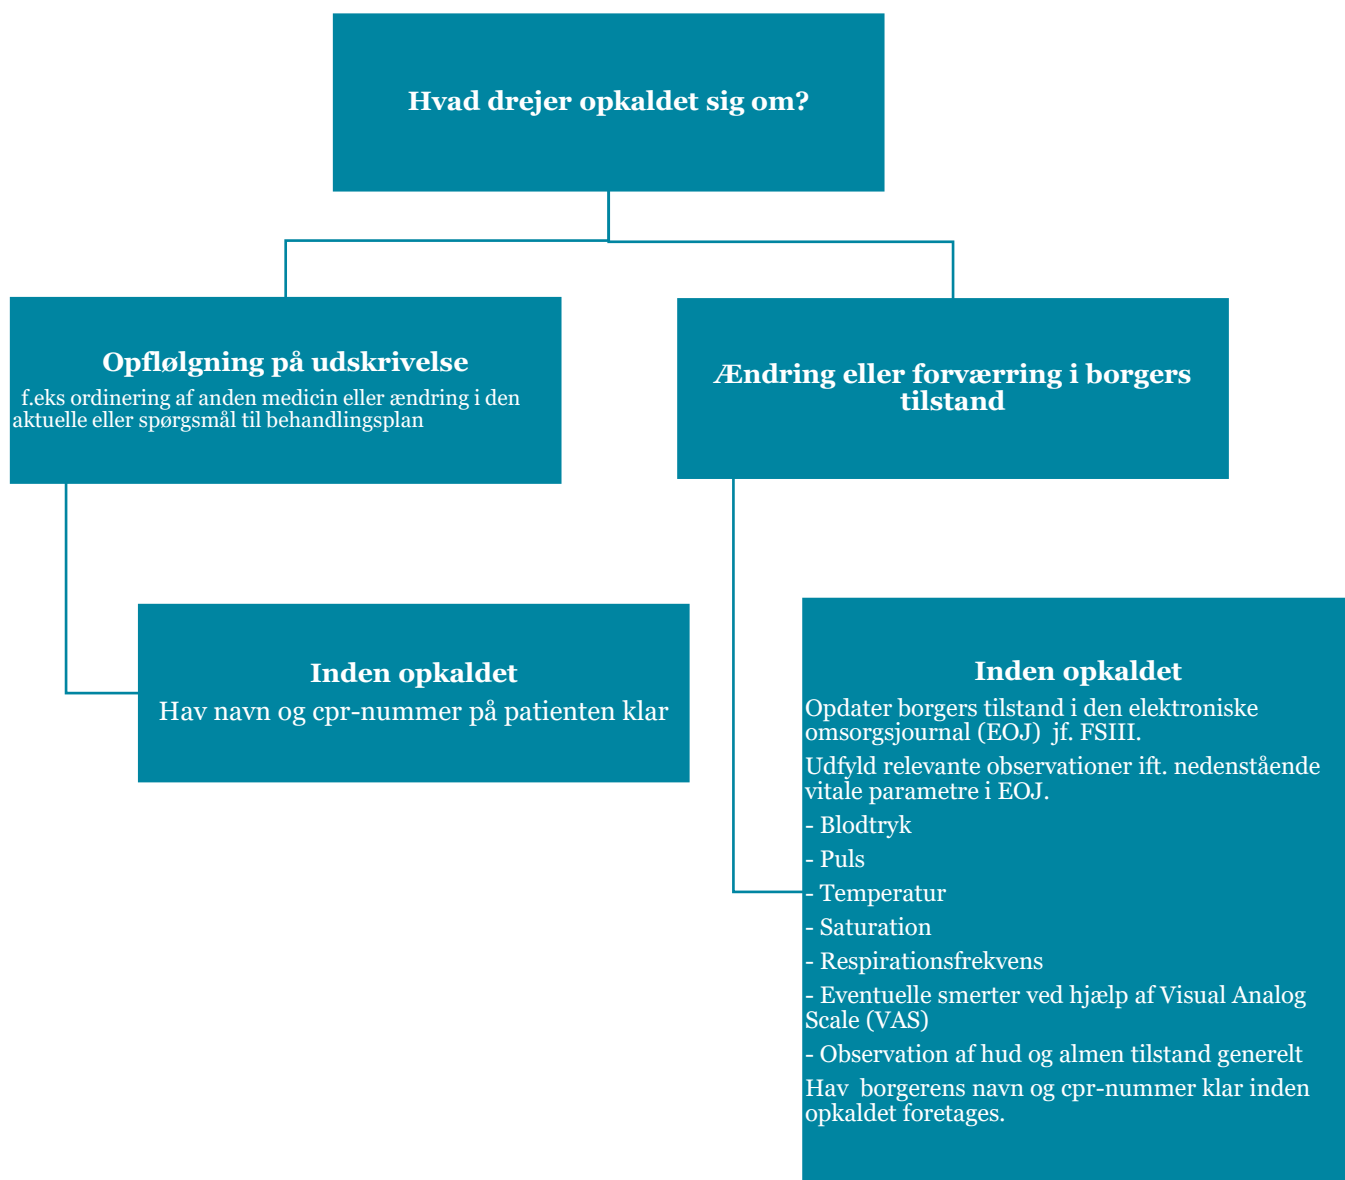 Hvad drejer opkaldet sig om?
Opflølgning på udskrivelse
f.eks ordinering af anden medicin eller ændring i den
aktuelle eller spørgsmål til behandlingsplan
Ændring eller forværring i borgers
tilstand
Inden opkaldet
Hav navn og cpr-nummer på patienten klar
Inden opkaldet
Opdater borgers tilstand i den elektroniske
omsorgsjournal (EOJ) jf. FSIII.
Udfyld relevante observationer ift. nedenstående
vitale parametre i EOJ.
- Blodtryk
- Puls
- Temperatur
- Saturation
- Respirationsfrekvens
- Eventuelle smerter ved hjælp af Visual Analog
Scale (VAS)
- Observation af hud og almen tilstand generelt
Hav borgerens navn og cpr-nummer klar inden
opkaldet foretages.